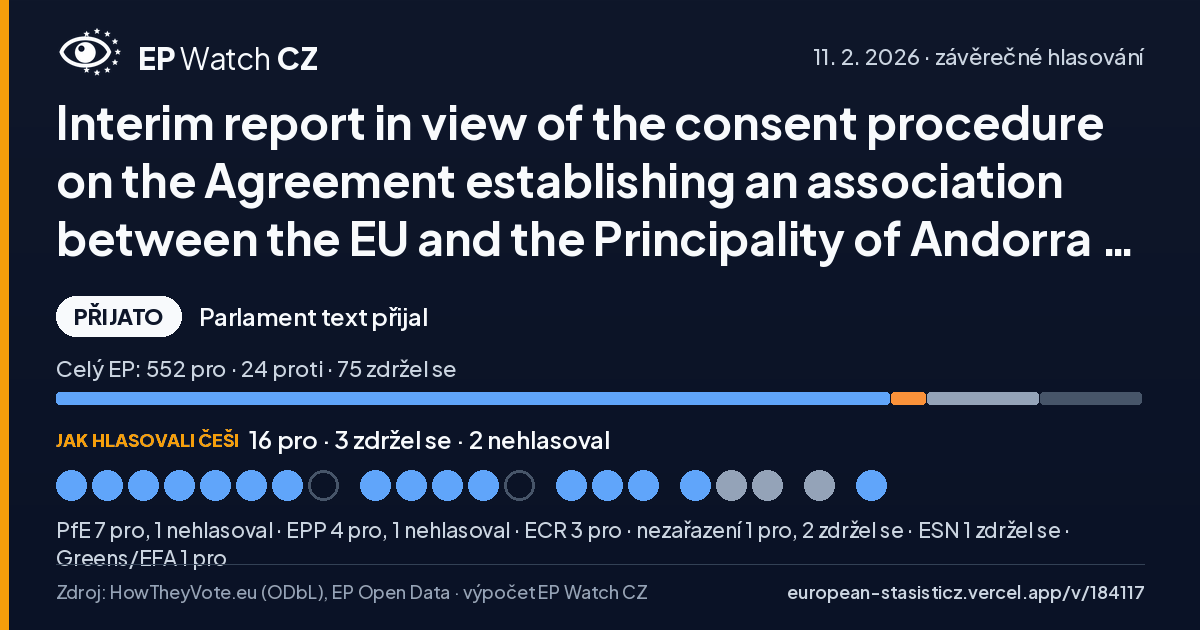 EP Watch CZ
11. 2. 2026 · závěrečné hlasování
Interim report in view of the consent procedure
on the Agreement establishing an association
between the EU and the Principality of Andorra ...
PŘIJATO Parlament text přijal
Celý EP: 552 pro · 24 proti · 75 zdržel se
JAK HLASOVALI ČEŠI 16 pro · 3 zdržel se · 2 nehlasoval
PfE 7 pro, 1 nehlasoval · EPP 4 pro, 1 nehlasoval · ECR 3 pro · nezařazení 1 pro, 2 zdržel se · ESN 1 zdržel se ·
Greens/EFA 1 pro
Zdroj: HowTheyVote.eu (ODbL), EP Open Data · výpočet EP Watch CZ
european-stasisticz.vercel.app/v/184117